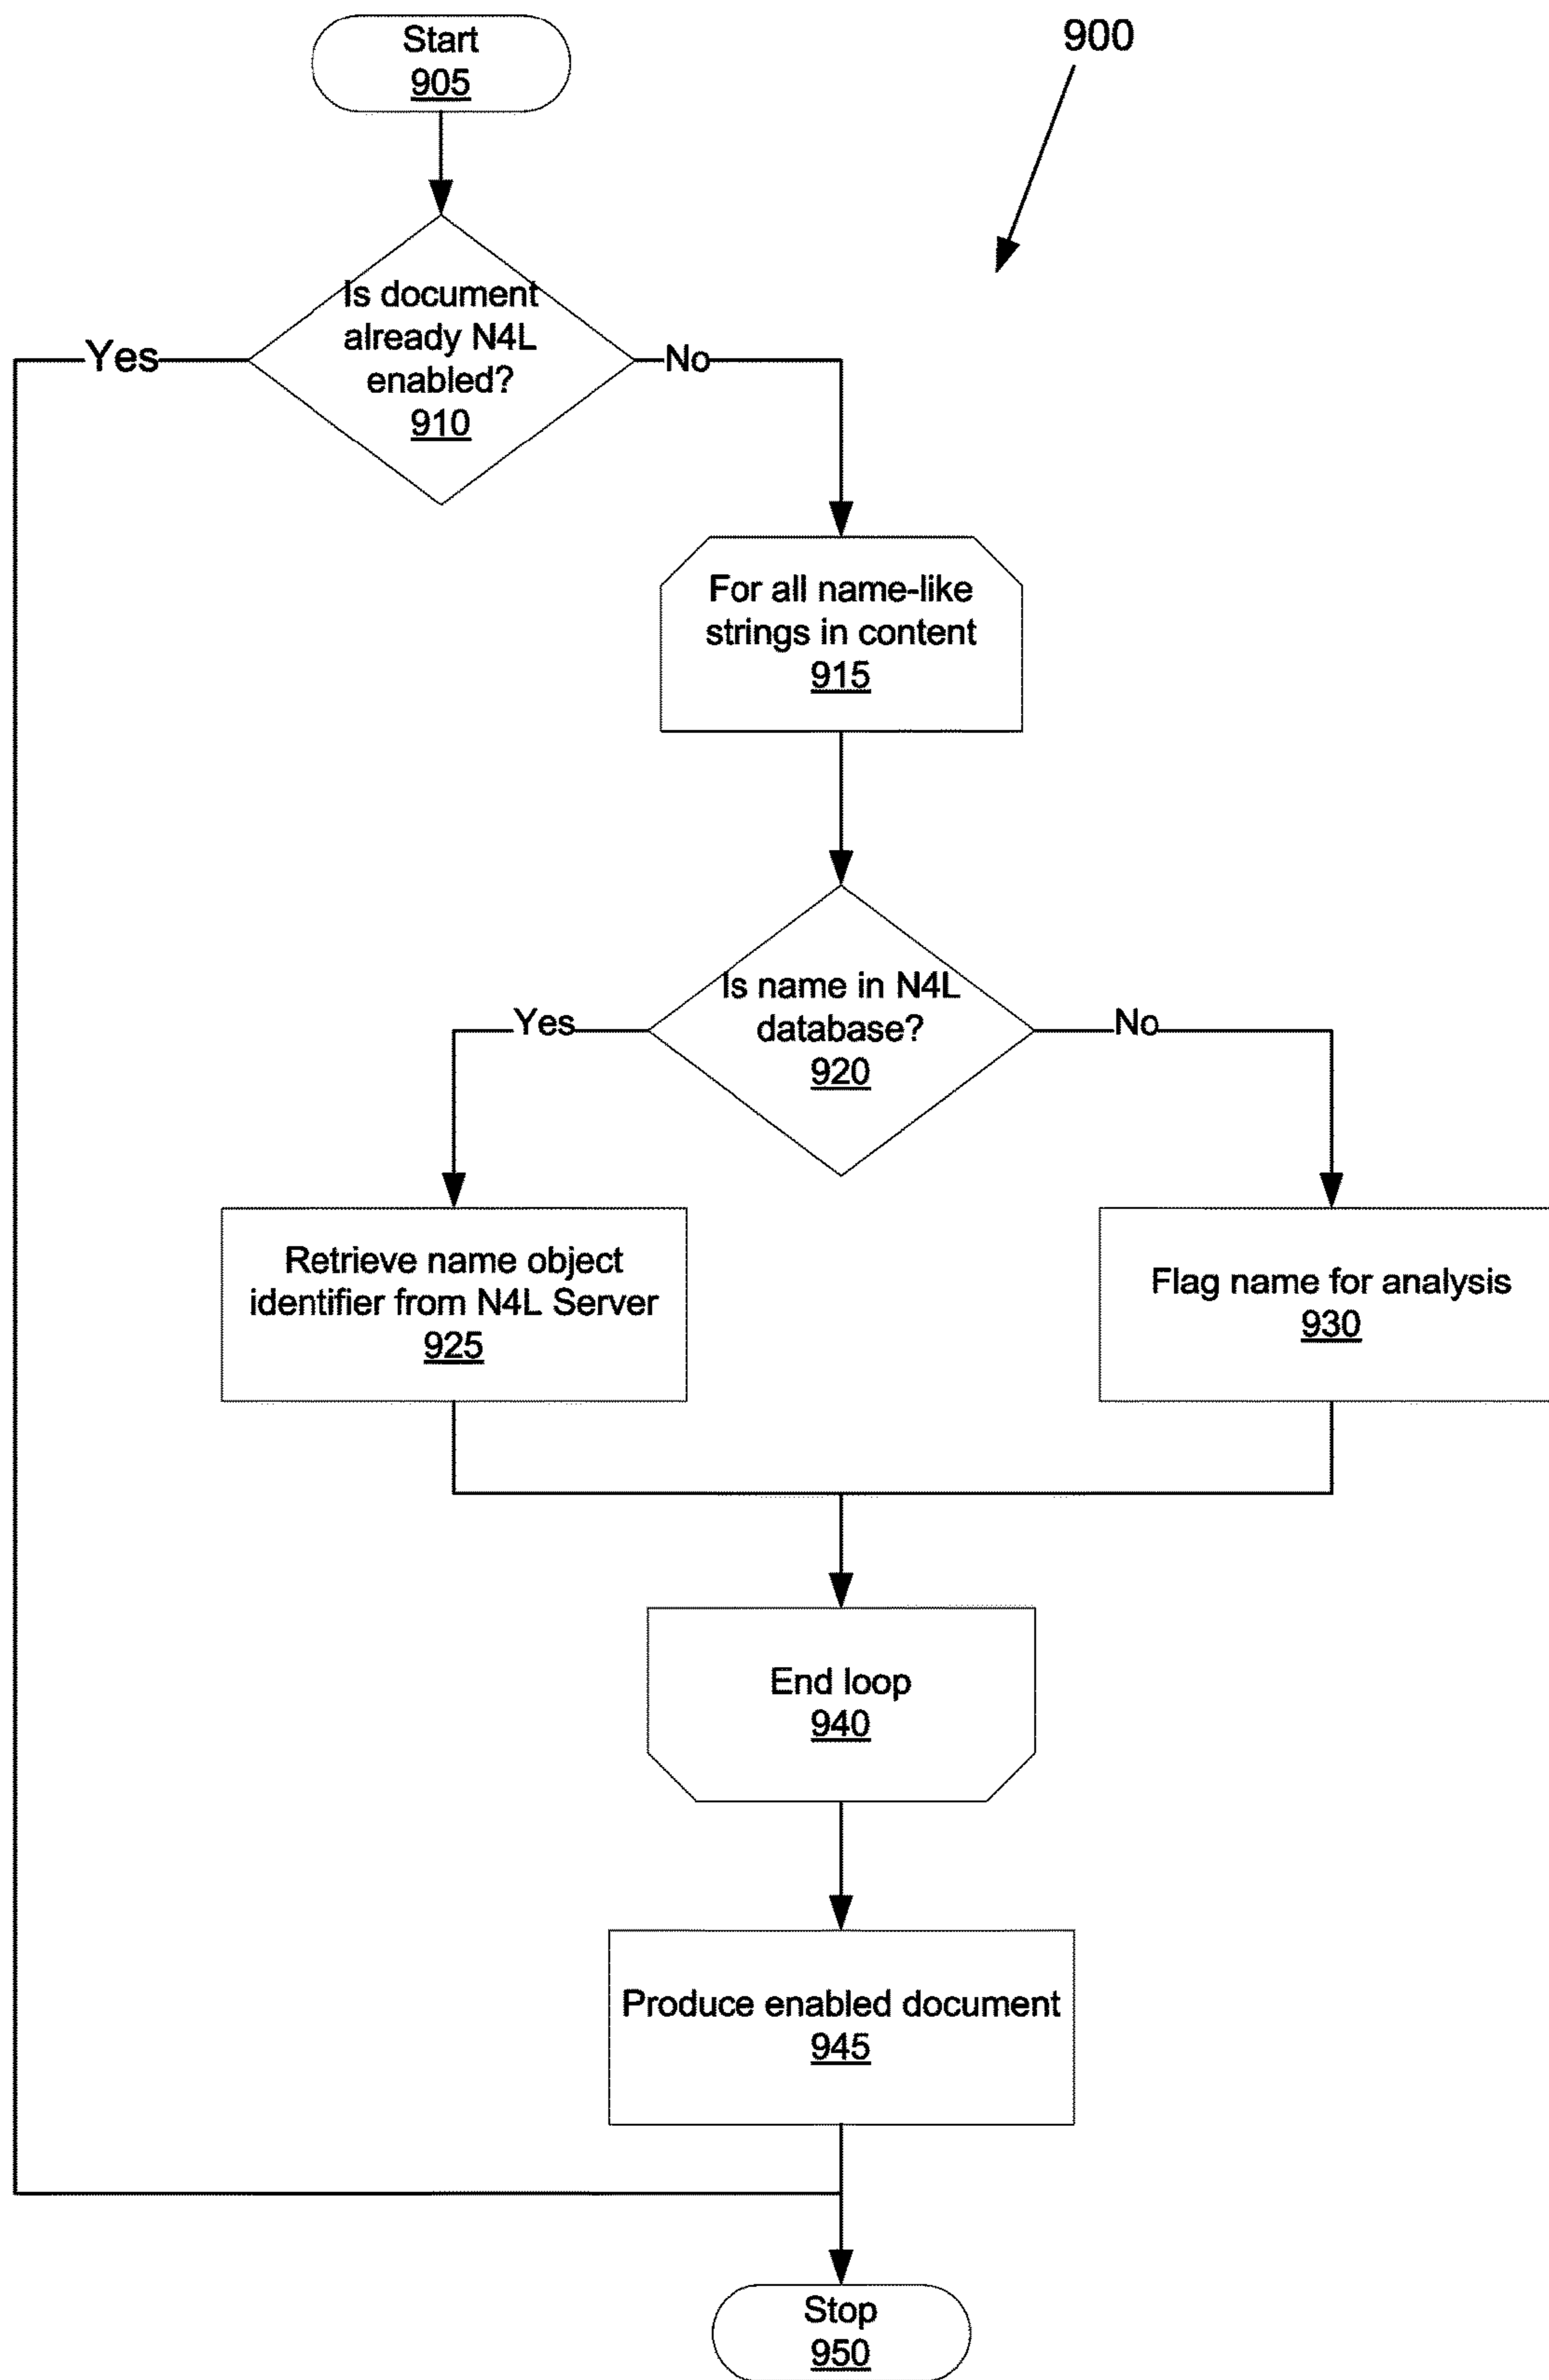 Start
905
900
Is document
already N4L
enabled?
910
Yes
No
For all name-like
strings in content
915
Is name in N4L
database?
920
Yes
No
Retrieve name object
identifier from N4L Server
925
Flag name for analysis
930
End loop
940
Produce enabled document
945
Stop
950